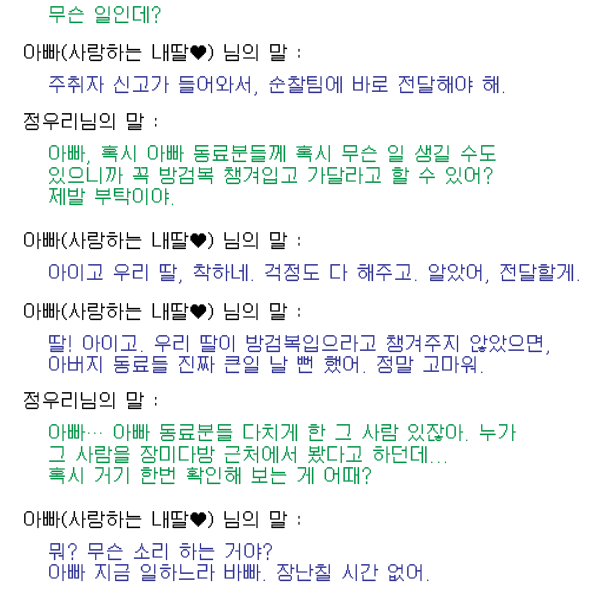 무슨 일인데?
아빠(사랑하는 내딸♥) 님의 말 :
주취자 신고가 들어와서, 순찰팀에 바로 전달해야 해.
정우리님의 말 :
아빠, 혹시 아빠 동료분들께 혹시 무슨 일 생길 수도
있으니까 꼭 방검복 챙겨입고 가달라고 할 수 있어?
제발 부탁이야.
아빠(사랑하는 내딸♥) 님의 말 :
아이고 우리 딸, 착하네. 걱정도 다 해주고. 알았어, 전달할게.
아빠(사랑하는 내딸♥) 님의 말 :
딸! 아이고. 우리 딸이 방검복입으라고 챙겨주지 않았으면,
아버지 동료들 진짜 큰일 날 뻔 했어. 정말 고마워.
정우리님의 말 :
아빠… 아빠 동료분들 다치게 한 그 사람 있잖아. 누가
그 사람을 장미다방 근처에서 봤다고 하던데...
혹시 거기 한번 확인해 보는 게 어때?
아빠(사랑하는 내딸♥) 님의 말 :
뭐? 무슨 소리 하는 거야?
아빠 지금 일하느라 바빠. 장난칠 시간 없어.